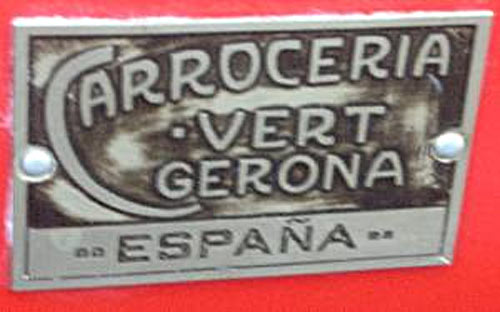 CARROCERIA
· VERT
GERONA
▫▫ ESPAÑA ▫▫